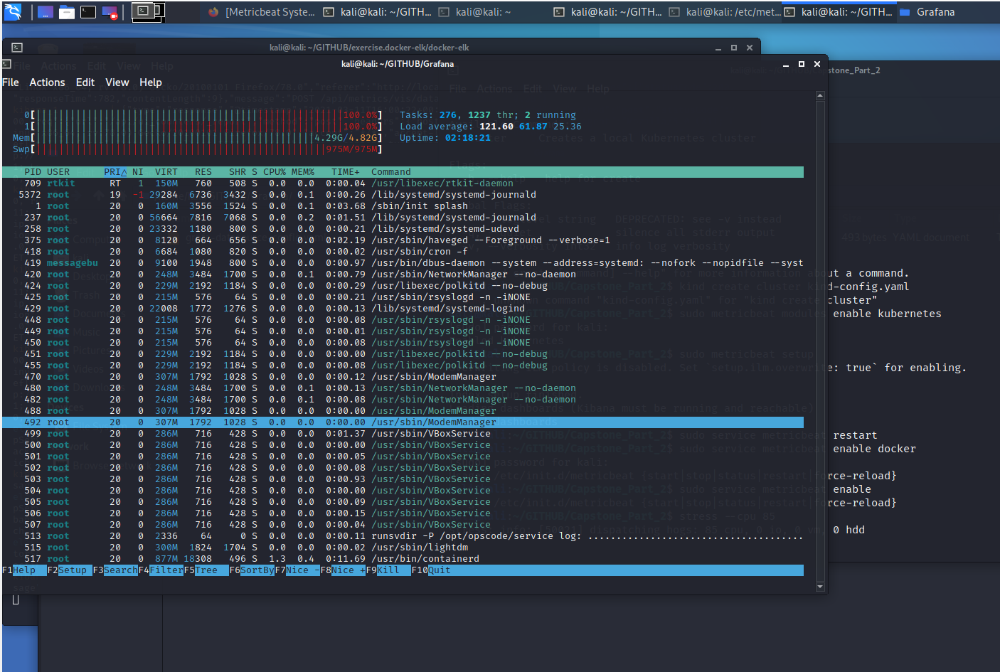 [Metricbeat Syste... kali@kali: ~/GITH... kali@kali: ~ kali@kali: ~/GITH... kali@kali: /etc/met... kali@kali: ~/GITH... Grafana
kali@kali: ~/GITHUB/exercise.docker-elk/docker-elk
kali@kali: ~/GITHUB/Grafana
pstone_Part_2
File Actions Edit View Help
0[ 100.0%] Tasks: 276, 1237 thr; 2 running
1[ 100.0%] Load average: 121.60 61.87 25.36
Mem[ 4.29G/4.82G] Uptime: 02:18:21
Swp[ 975M/975M]
Creates a local Kubernetes cluster
PID USER PRI△ NI VIRT RES SHR S CPU% MEM% TIME+ Command
709 rtkit RT 1 150M 760 508 S 0.0 0.0 0:00.04 /usr/libexec/rtkit-daemon
5372 root 19 -1 29284 6736 3432 S 0.0 0.1 0:00.26 /lib/systemd/systemd-journald
1 root 20 0 160M 3556 1524 S 0.0 0.1 0:03.68 /sbin/init splash
237 root 20 0 56664 7816 7068 S 0.0 0.2 0:01.51 /lib/systemd/systemd-journald
258 root 20 0 23332 1180 800 S 0.0 0.0 0:00.21 /lib/systemd/systemd-udevd
375 root 20 0 8120 664 656 S 0.0 0.0 0:02.19 /usr/sbin/haveged --Foreground --verbose=1
418 root 20 0 6684 1080 820 S 0.0 0.0 0:00.02 /usr/sbin/cron -f
419 messagebu 20 0 9100 1948 800 S 0.0 0.0 0:00.97 /usr/bin/dbus-daemon --system --address=systemd: --nofork --nopidfile --syst
420 root 20 0 248M 3484 1700 S 0.0 0.1 0:00.79 /usr/sbin/NetworkManager --no-daemon
424 root 20 0 229M 2192 1184 S 0.0 0.0 0:00.29 /usr/libexec/polkitd --no-debug
425 root 20 0 215M 576 64 S 0.0 0.0 0:00.21 /usr/sbin/rsyslogd -n -iNONE
429 root 20 0 22008 1772 1276 S 0.0 0.0 0:00.13 /lib/systemd/systemd-logind
448 root 20 0 215M 576 64 S 0.0 0.0 0:00.08 /usr/sbin/rsyslogd -n -iNONE
449 root 20 0 215M 576 64 S 0.0 0.0 0:00.01 /usr/sbin/rsyslogd -n -iNONE
450 root 20 0 215M 576 64 S 0.0 0.0 0:00.08 /usr/sbin/rsyslogd -n -iNONE
451 root 20 0 229M 2192 1184 S 0.0 0.0 0:00.00 /usr/libexec/polkitd --no-debug
455 root 20 0 229M 2192 1184 S 0.0 0.0 0:00.08 /usr/libexec/polkitd --no-debug
470 root 20 0 307M 1792 1028 S 0.0 0.0 0:00.12 /usr/sbin/ModemManager
480 root 20 0 248M 3484 1700 S 0.0 0.1 0:00.13 /usr/sbin/NetworkManager --no-daemon
482 root 20 0 248M 3484 1700 S 0.0 0.1 0:00.08 /usr/sbin/NetworkManager --no-daemon
488 root 20 0 307M 1792 1028 S 0.0 0.0 0:00.00 /usr/sbin/ModemManager
492 root 20 0 307M 1792 1028 S 0.0 0.0 0:00.00 /usr/sbin/ModemManager
499 root 20 0 286M 716 428 S 0.0 0.0 0:01.37 /usr/sbin/VBoxService
500 root 20 0 286M 716 428 S 0.0 0.0 0:00.00 /usr/sbin/VBoxService
501 root 20 0 286M 716 428 S 0.0 0.0 0:00.05 /usr/sbin/VBoxService
502 root 20 0 286M 716 428 S 0.0 0.0 0:00.08 /usr/sbin/VBoxService
503 root 20 0 286M 716 428 S 0.0 0.0 0:00.93 /usr/sbin/VBoxService
504 root 20 0 286M 716 428 S 0.0 0.0 0:00.00 /usr/sbin/VBoxService
505 root 20 0 286M 716 428 S 0.0 0.0 0:00.09 /usr/sbin/VBoxService
506 root 20 0 286M 716 428 S 0.0 0.0 0:00.15 /usr/sbin/VBoxService
507 root 20 0 286M 716 428 S 0.0 0.0 0:00.04 /usr/sbin/VBoxService
513 root 20 0 2336 64 0 S 0.0 0.0 0:00.11 runsvdir -P /opt/opscode/service log: ......................................
515 root 20 0 300M 1824 1704 S 0.0 0.0 0:00.02 /usr/sbin/lightdm
517 root 20 0 877M 18308 496 S 1.3 0.4 0:11.69 /usr/bin/containerd
F1Help F2Setup F3SearchF4FilterF5Tree F6SortByF7Nice -F8Nice +F9Kill F10Quit
493 bytes YAML document
out a command.
nd-config.yaml
cluster"
enable kubernetes
e: true` for enabling.
restart
enable docker
orce-reload}
enable
orce-reload}
0 hdd